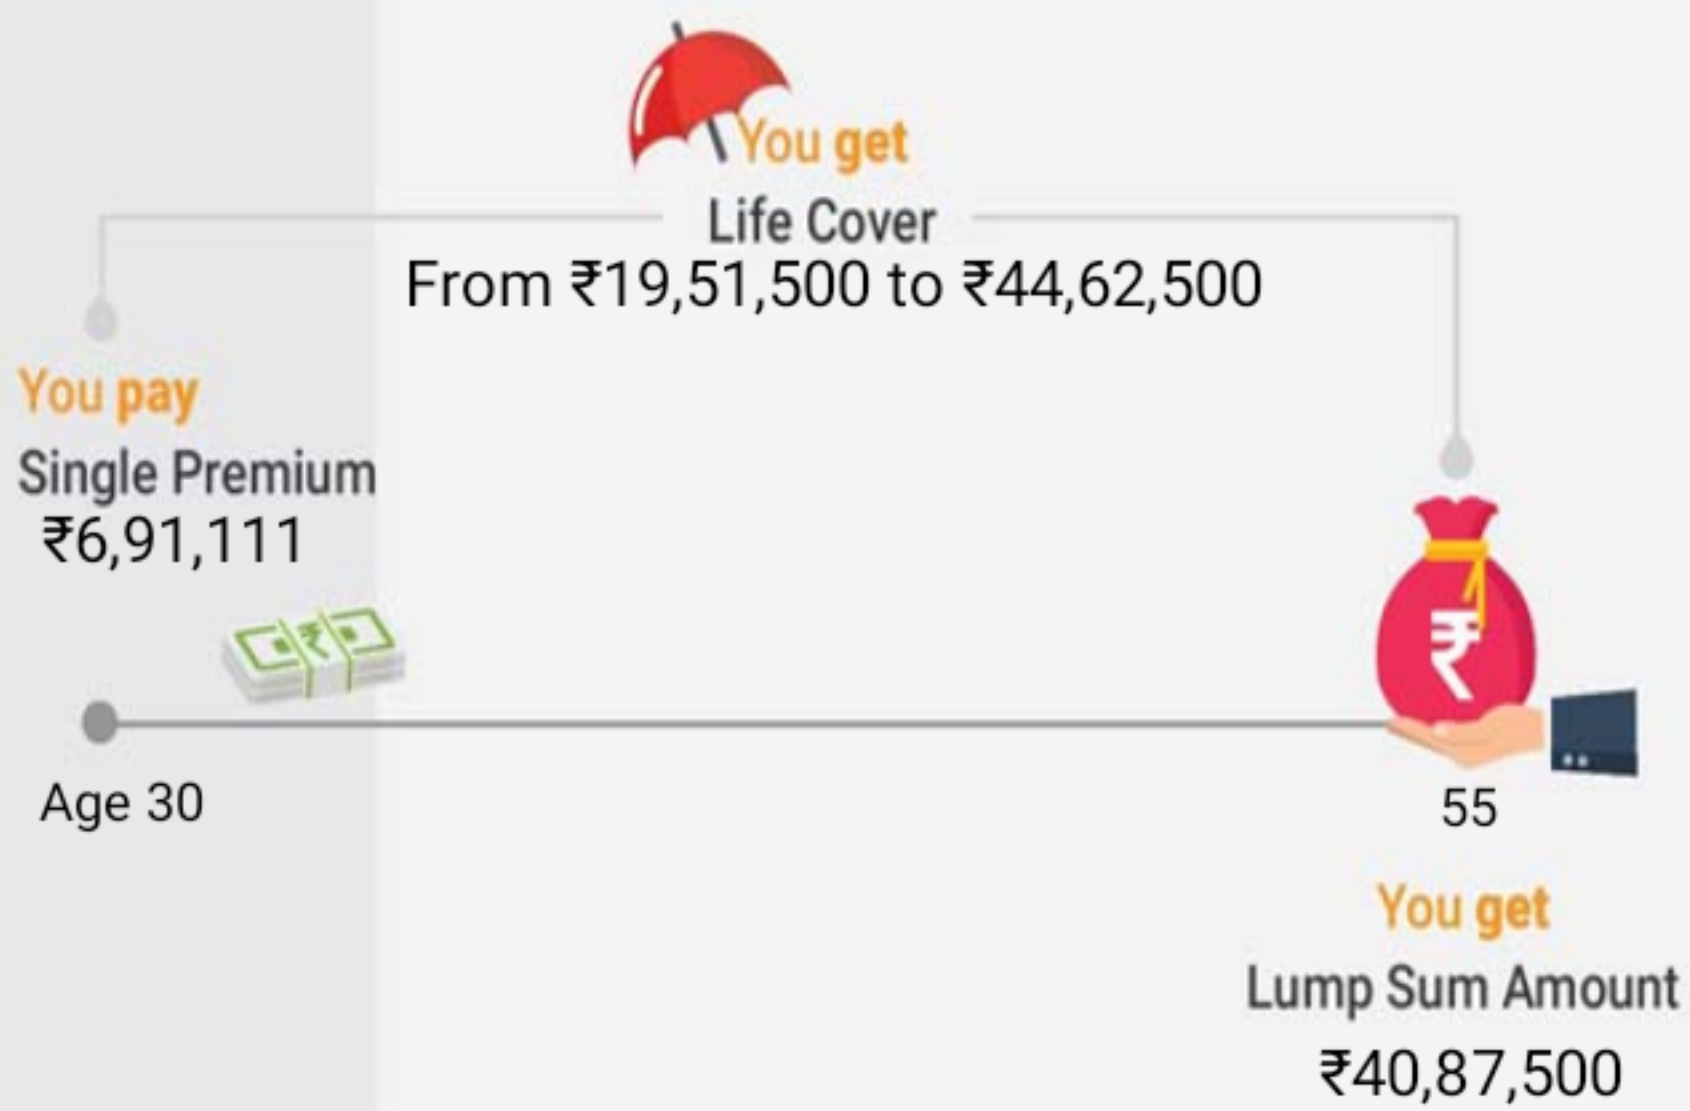 You get
Life Cover
From ₹19,51,500 to ₹44,62,500
You pay
Single Premium
₹6,91,111
₹
₹
Age 30
55
You get
Lump Sum Amount
₹40,87,500